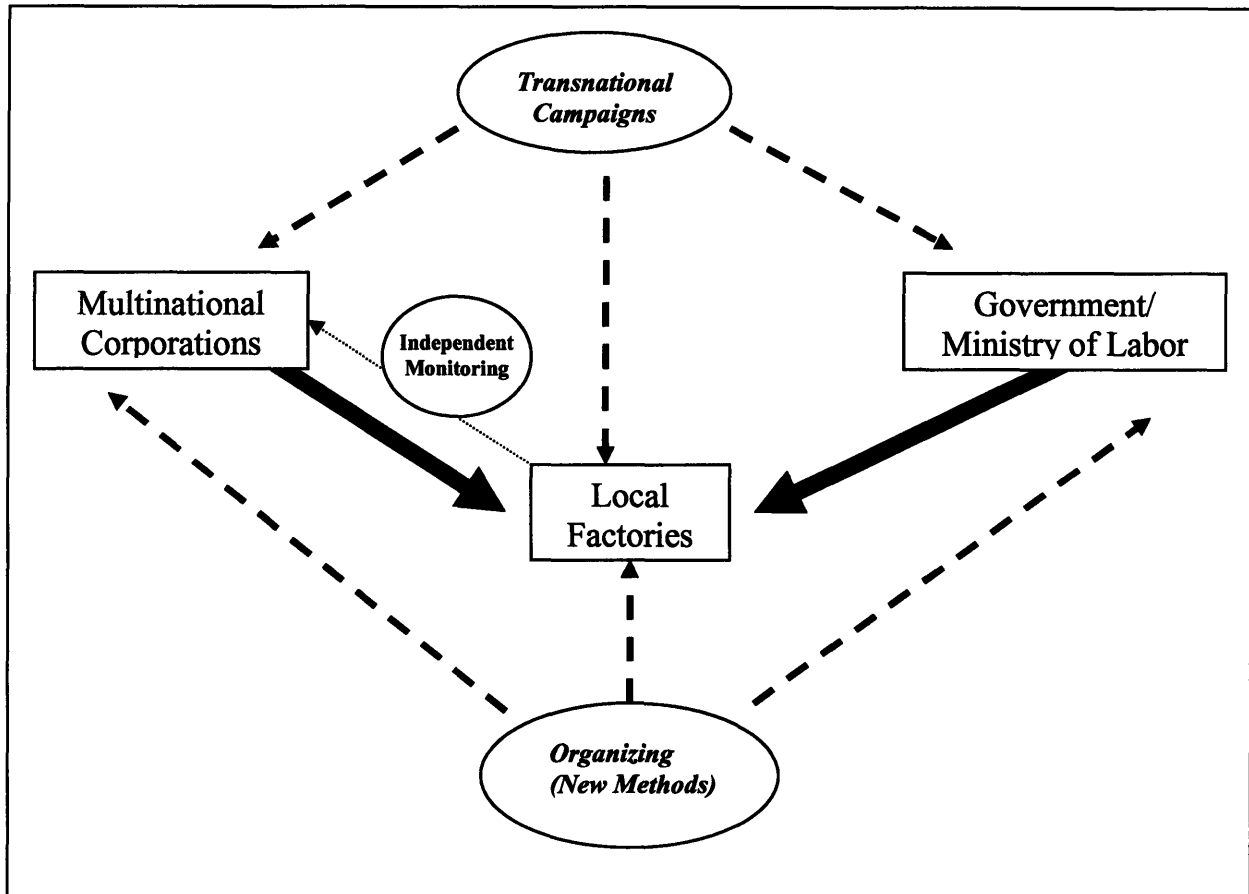 Transnational
Campaigns
Multinational
Corporations
Independent
Monitoring
Government/
Ministry of Labor
Local
Factories
Organizing
(New Methods)